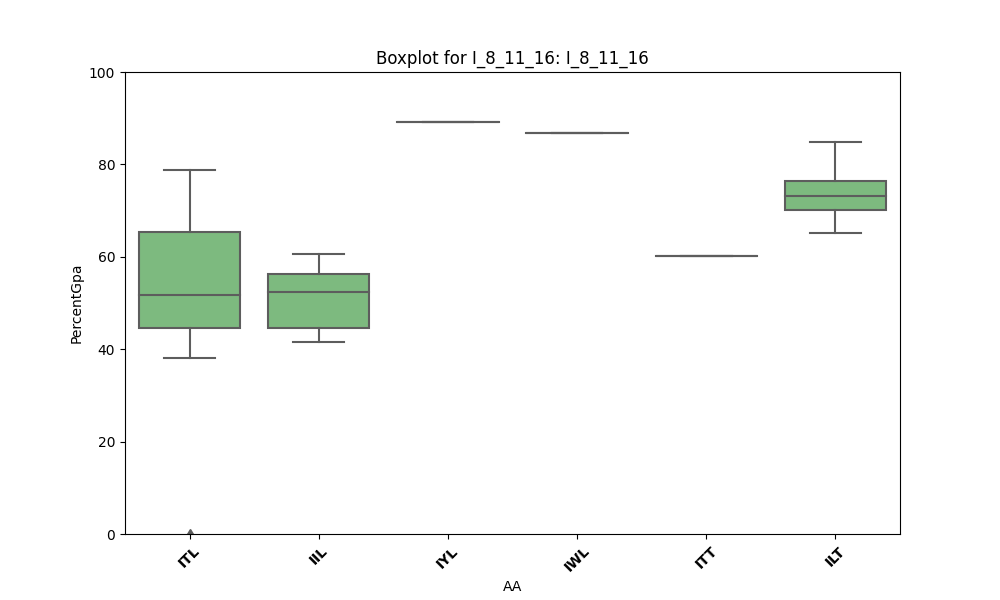 Boxplot for I_8_11_16: I_8_11_16
100
80
60
40
20
0
PercentGpa
ITL
IIL
IYL
IWL
ITT
ILT
AA